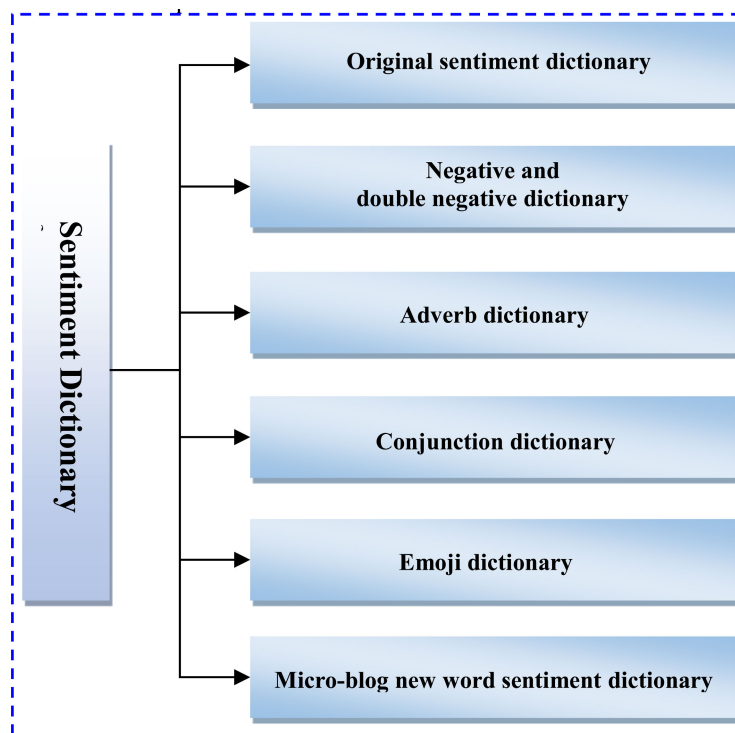 Sentiment Dictionary
Original sentiment dictionary
Negative and
double negative dictionary
Adverb dictionary
Conjunction dictionary
Emoji dictionary
Micro-blog new word sentiment dictionary